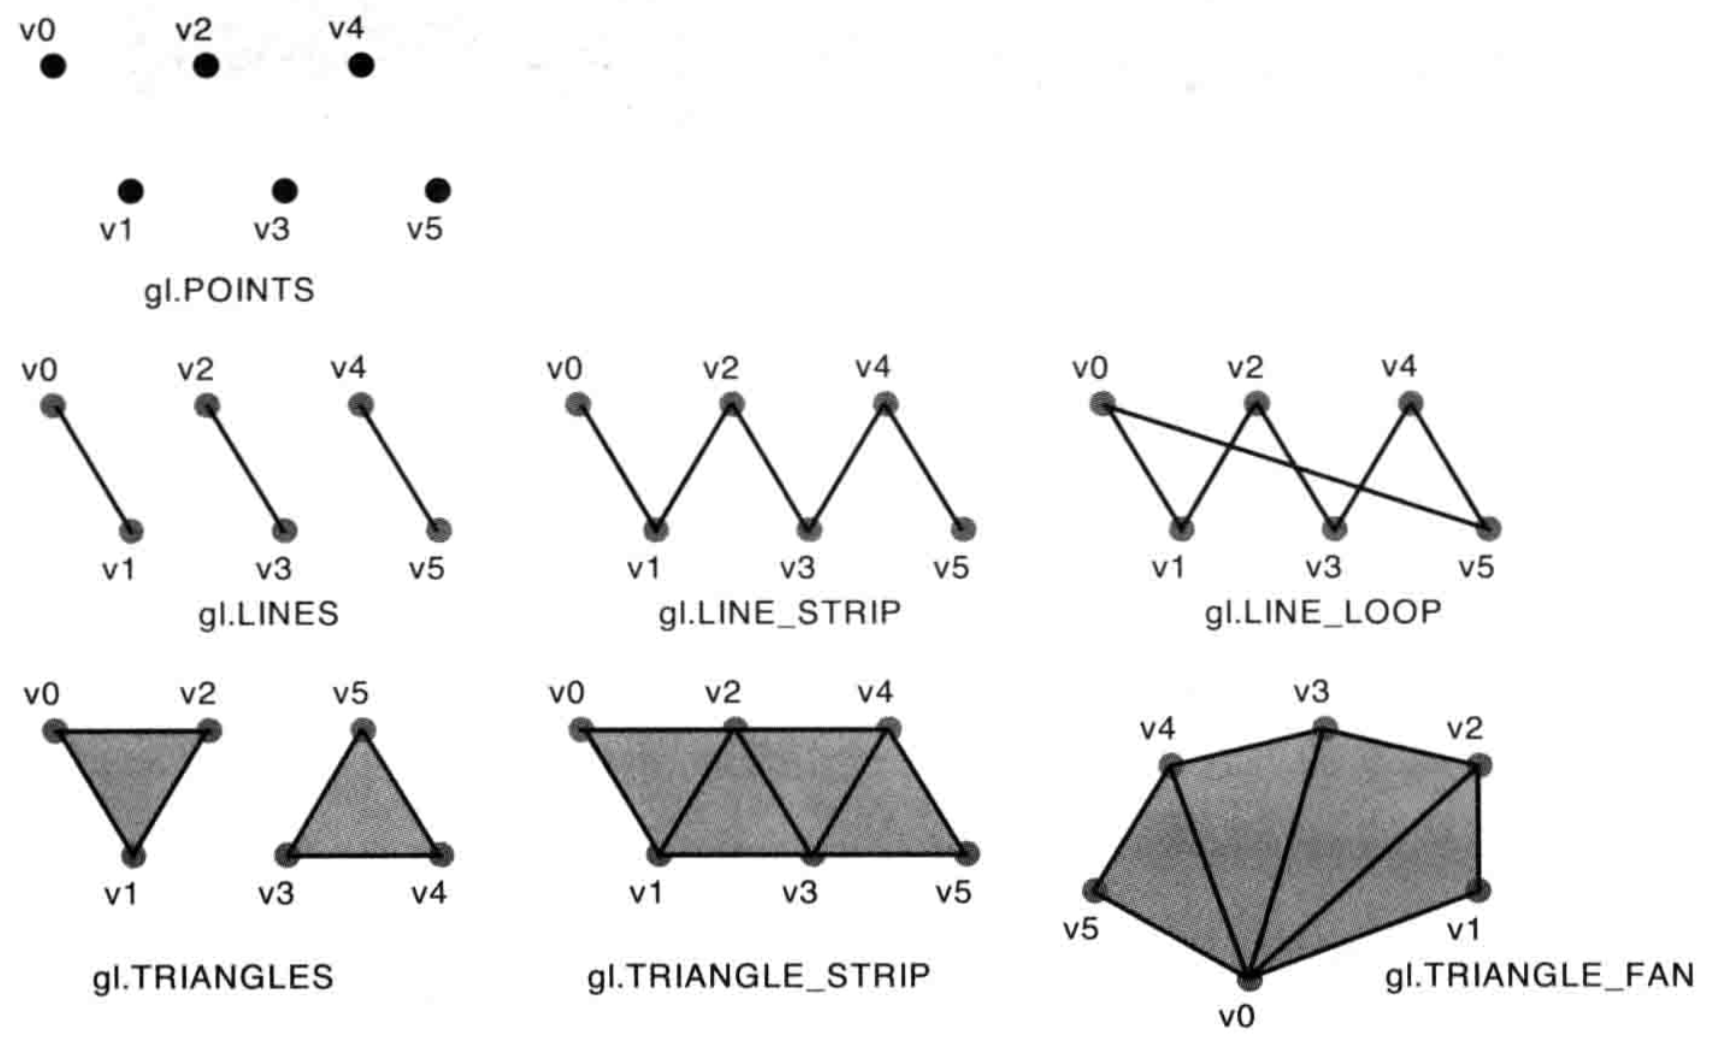 v0 v2 v4
v1 v3 v5
gl.POINTS
v0 v2 v4 v0 v2 v4 v0 v2 v4
v1 v3 v5 v1 v3 v5 v1 v3 v5
gl.LINES gl.LINE_STRIP gl.LINE_LOOP
v0 v2 v5 v0 v2 v4 v3
v4 v2
v1 v3 v4 v1 v3 v5
v5 v1
gl.TRIANGLES gl.TRIANGLE_STRIP gl.TRIANGLE_FAN
v0